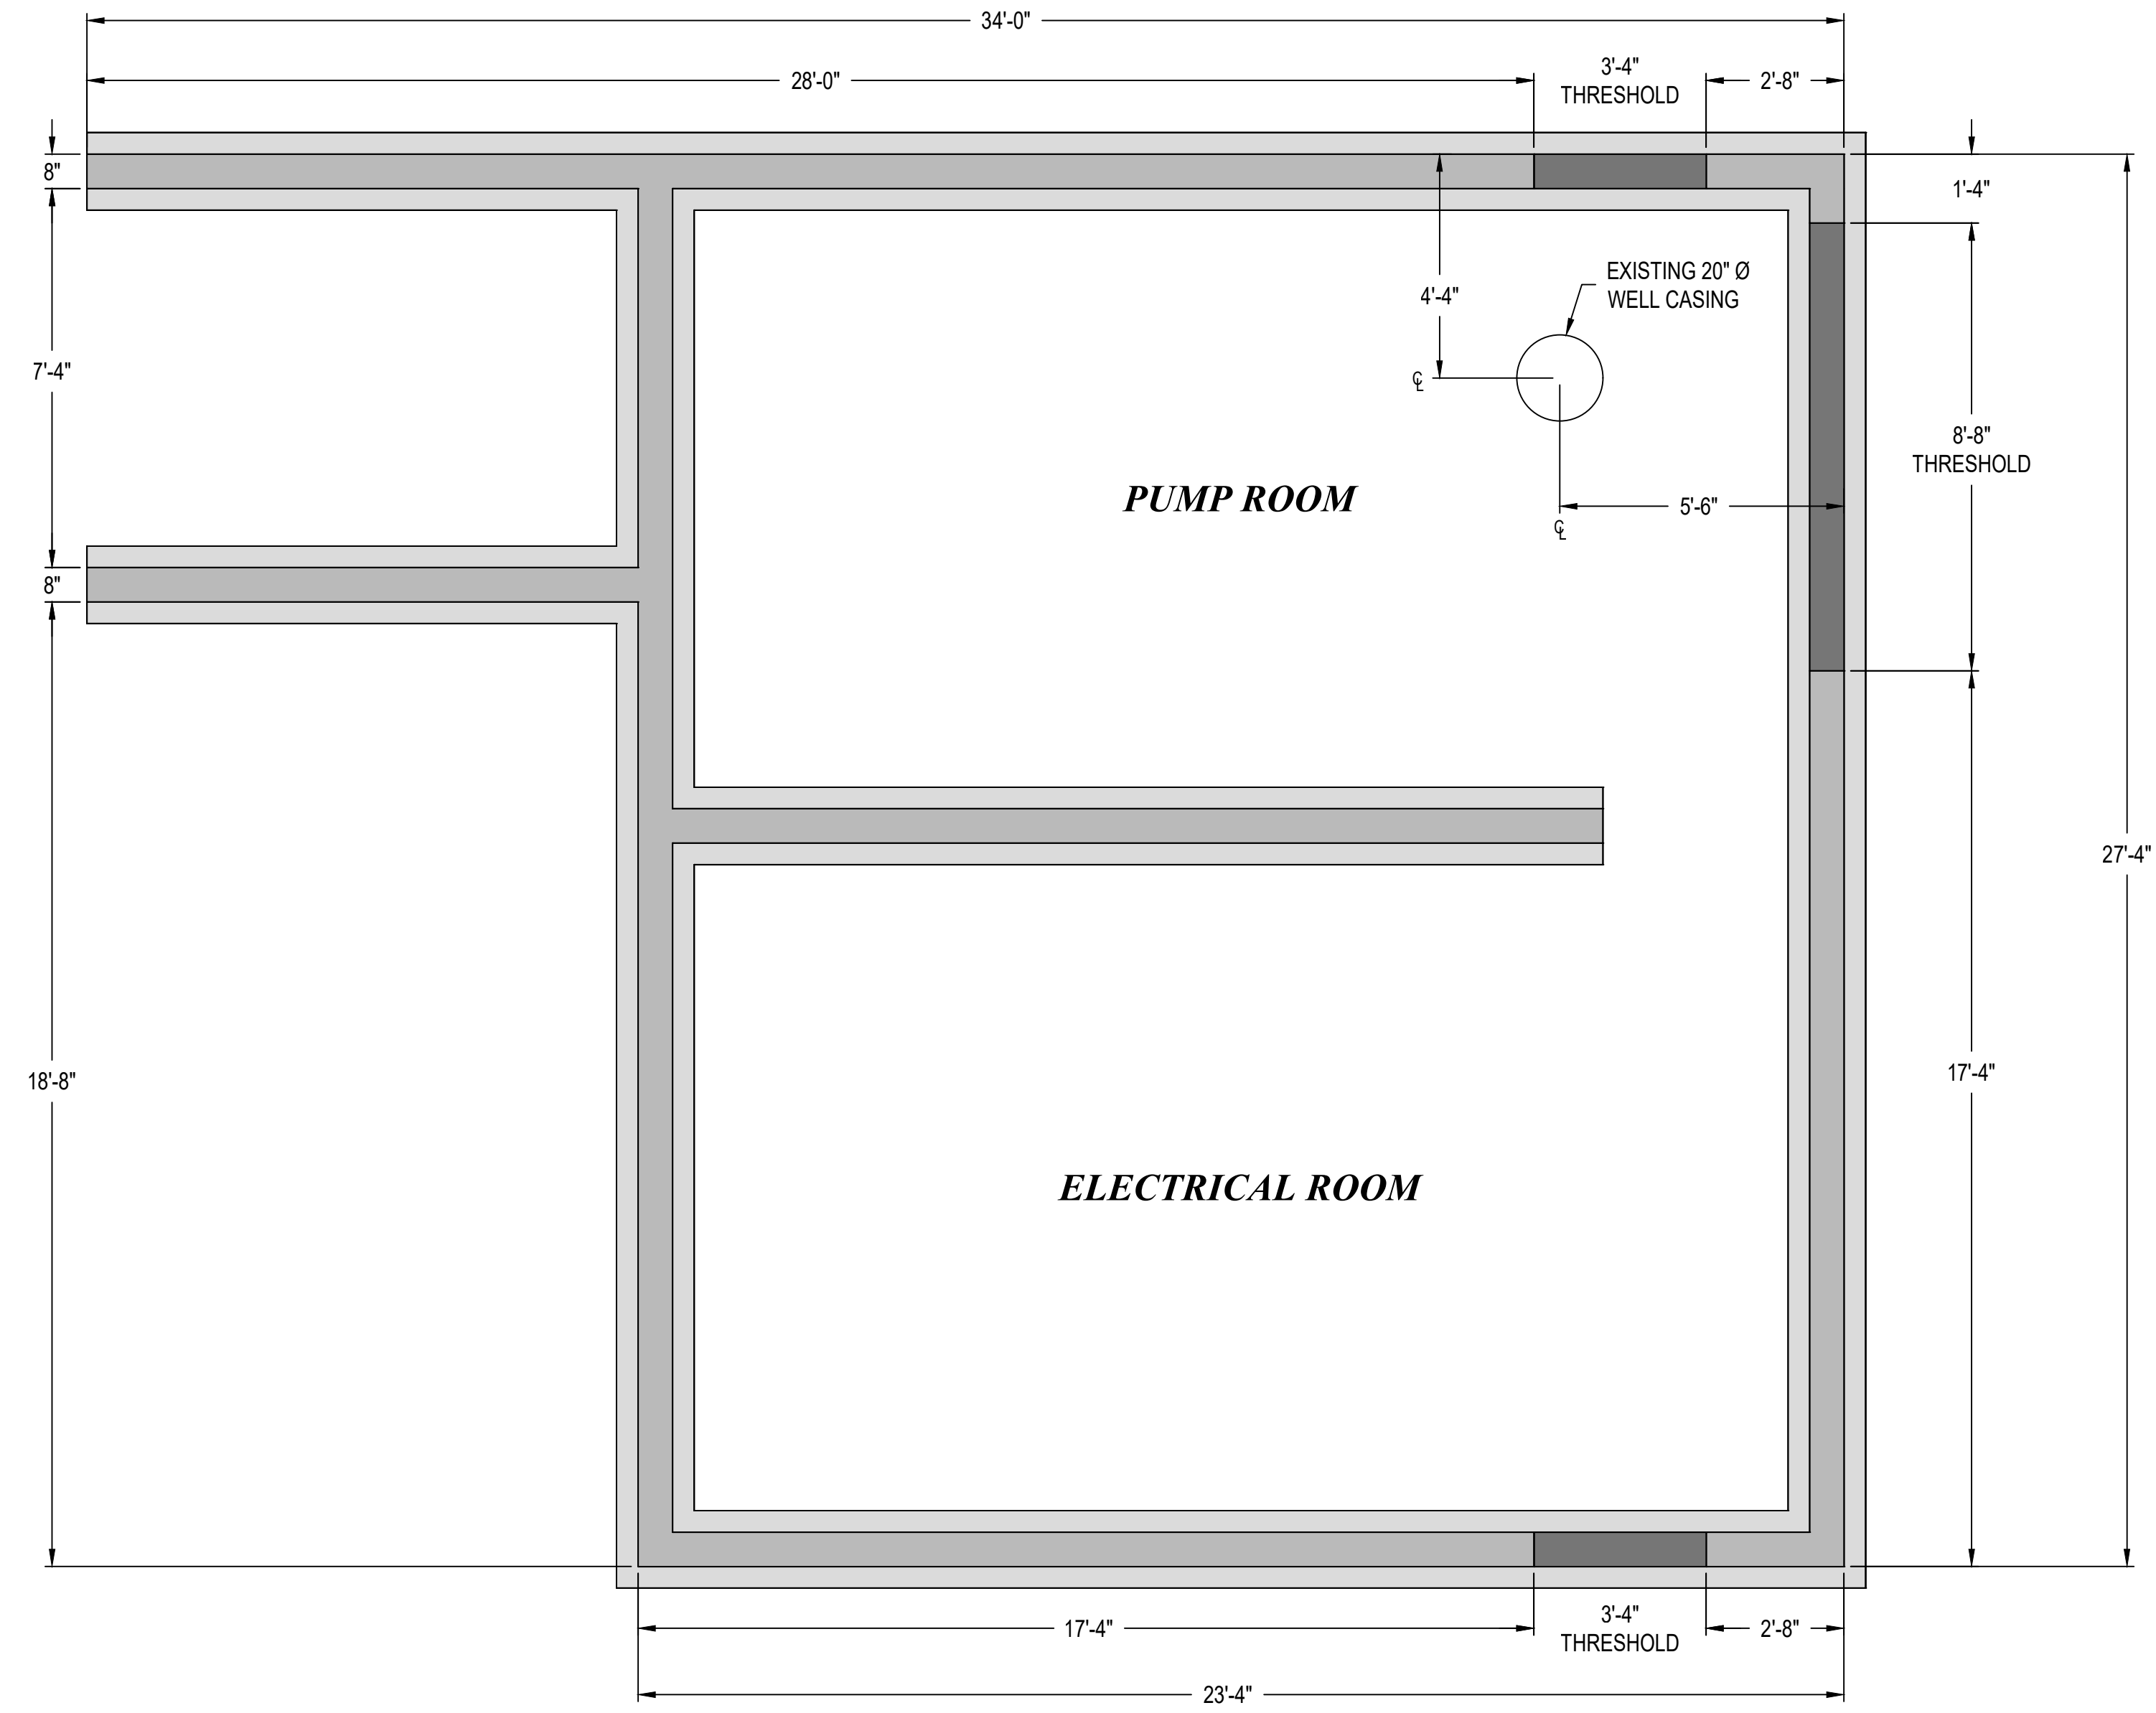 34'-0"
28'-0"
3'-4"
THRESHOLD
2'-8"
8"
1'-4"
EXISTING 20" Ø
WELL CASING
4'-4"
7'-4"
℄
8'-8"
THRESHOLD
PUMP ROOM
5'-6"
℄
8"
27'-4"
18'-8"
17'-4"
ELECTRICAL ROOM
17'-4"
3'-4"
THRESHOLD
2'-8"
23'-4"